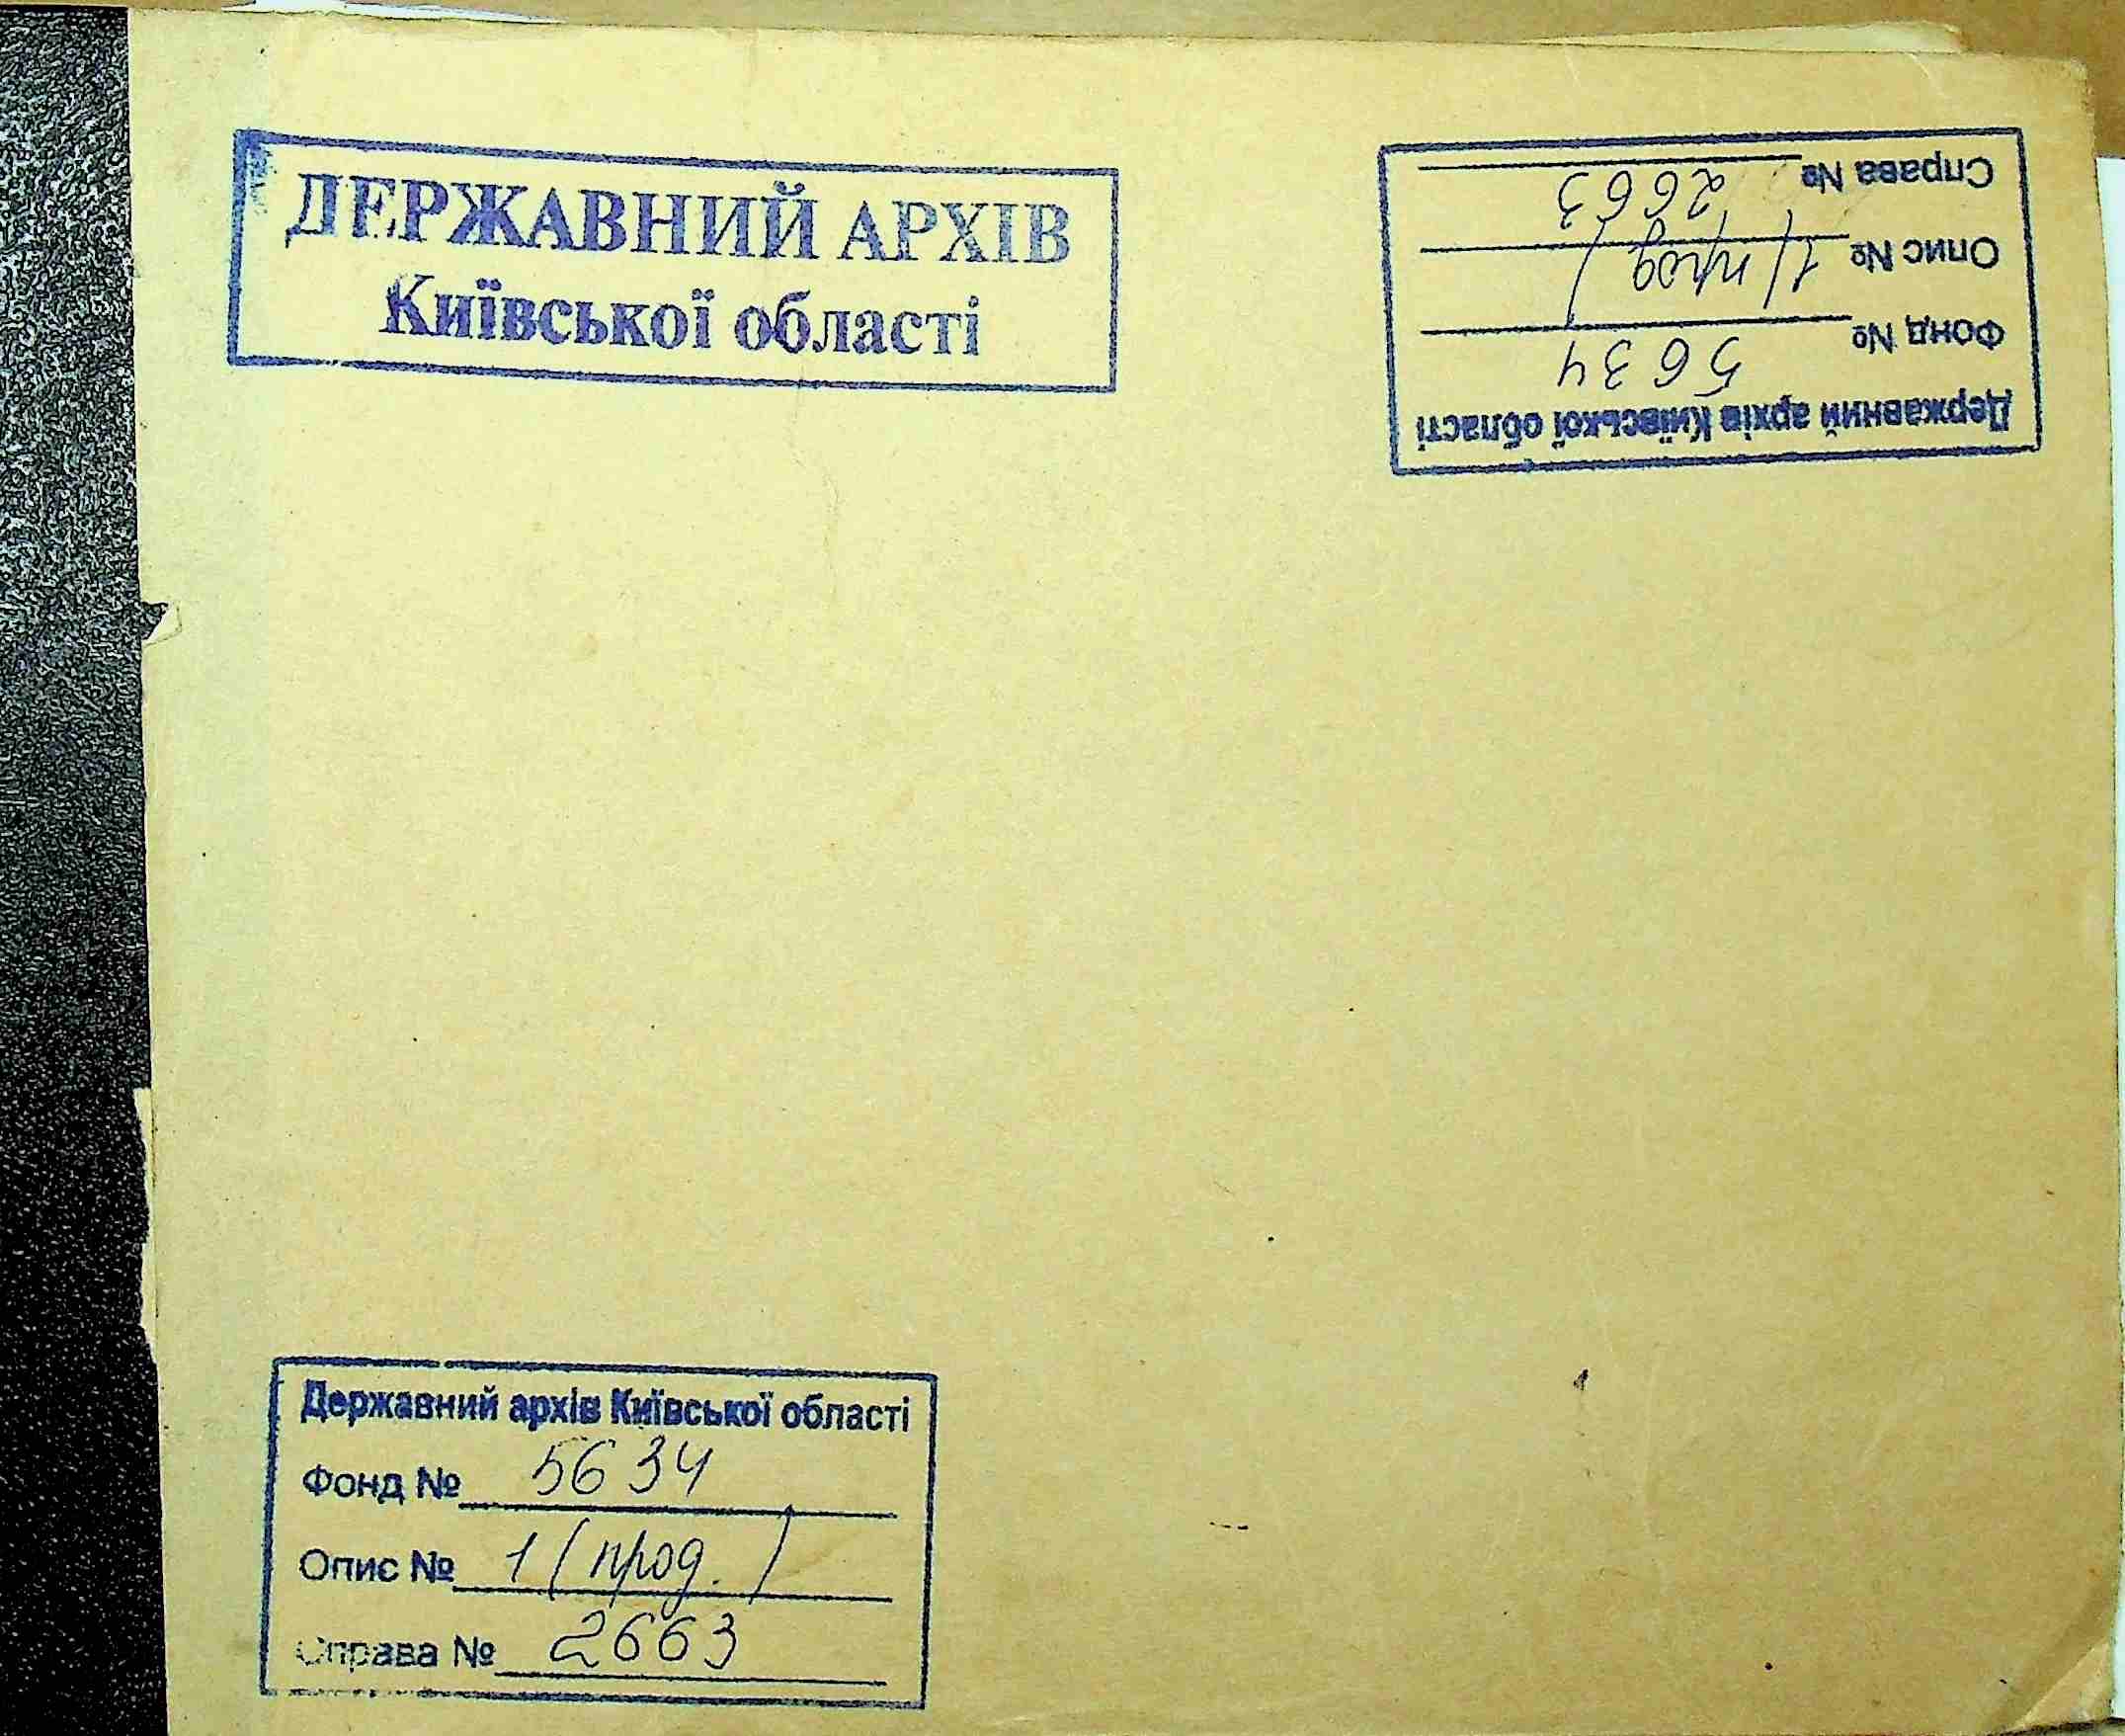 ДЕРЖАВНИЙ АРХІВ
Київської області
Державний архів Київської області
Фонд № 5634
Опис № 1 (прод)
Справа № 2663
Державний архів Київської області
Фонд № 5634
Опис № 1 (прод.)
Справа № 2663